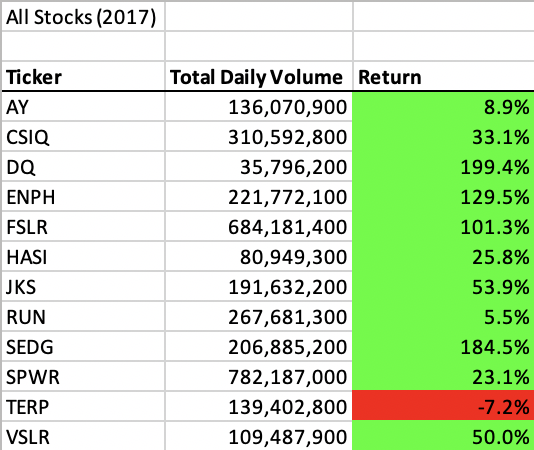 All Stocks (2017)
Ticker Total Daily Volume Return
AY 136,070,900 8.9%
CSIQ 310,592,800 33.1%
DQ 35,796,200 199.4%
ENPH 221,772,100 129.5%
FSLR 684,181,400 101.3%
HASI 80,949,300 25.8%
JKS 191,632,200 53.9%
RUN 267,681,300 5.5%
SEDG 206,885,200 184.5%
SPWR 782,187,000 23.1%
TERP 139,402,800 -7.2%
VSLR 109,487,900 50.0%